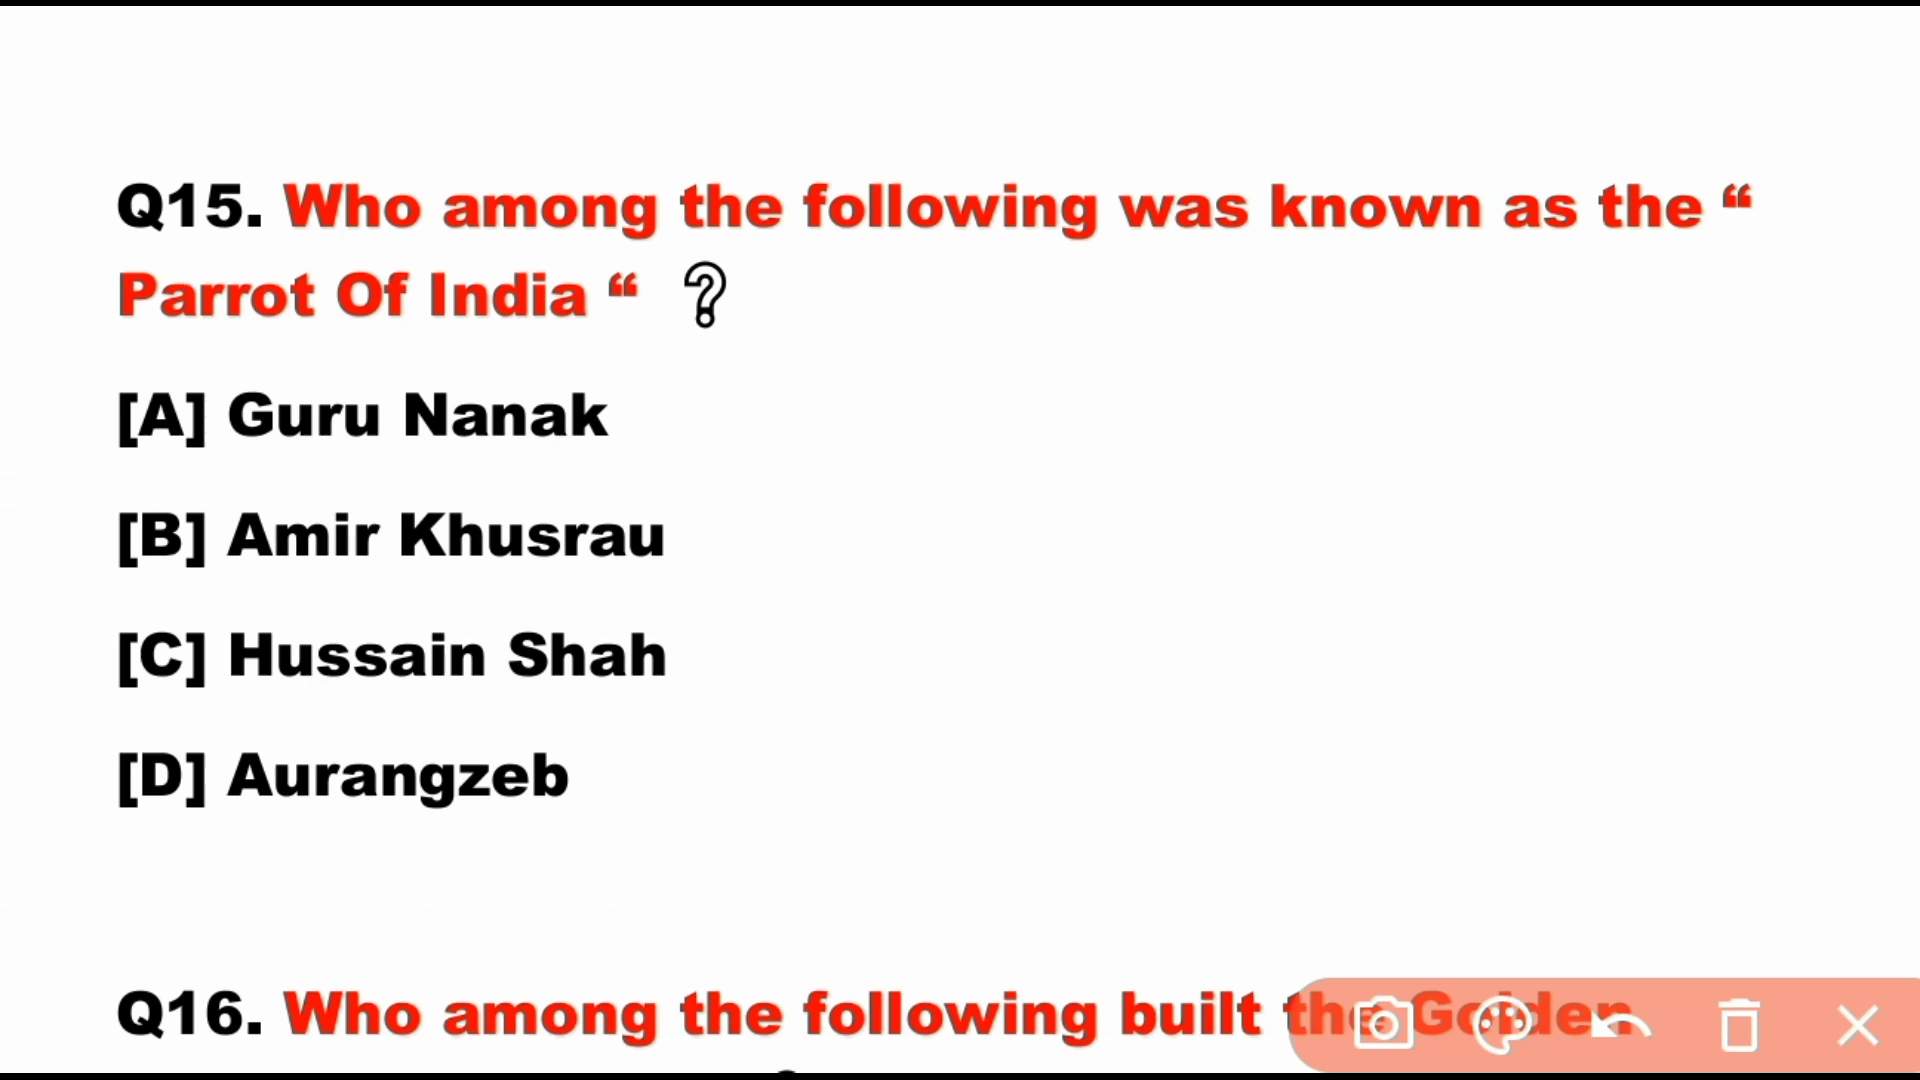 Q15. Who among the following was known as the “
Parrot Of India “ ?
[A] Guru Nanak
[B] Amir Khusrau
[C] Hussain Shah
[D] Aurangzeb
Q16. Who among the following built the Golden